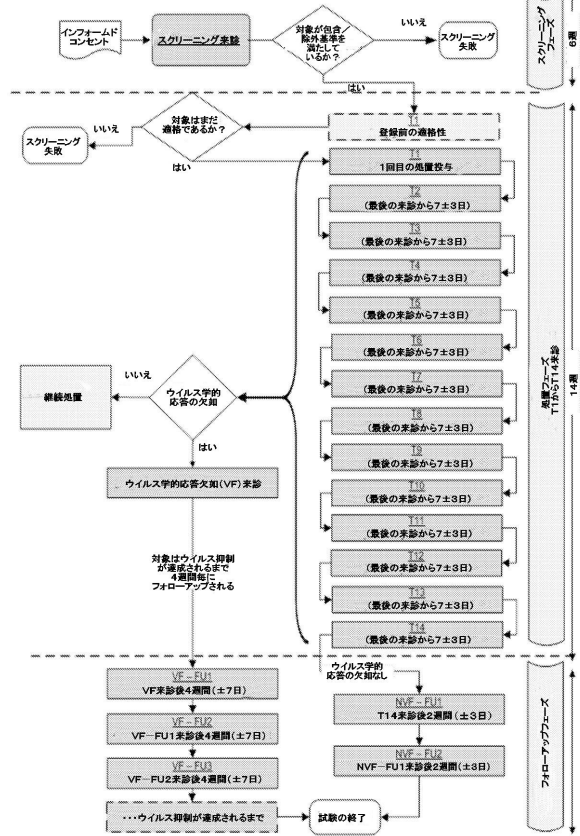 インフォームド
コンセント
スクリーニング来診
対象が包含/
除外基準を
満たして
いるか?
いいえ
スクリーニング
失敗
はい
スクリーニング
フェーズ
6週
対象はまだ
適格であるか?
いいえ
スクリーニング
失敗
はい
T1
登録前の適格性
T1
1回目の処置投与
T2
(最後の来診から7±3日)
T3
(最後の来診から7±3日)
T4
(最後の来診から7±3日)
T5
(最後の来診から7±3日)
T6
(最後の来診から7±3日)
T7
(最後の来診から7±3日)
T8
(最後の来診から7±3日)
T9
(最後の来診から7±3日)
T10
(最後の来診から7±3日)
T11
(最後の来診から7±3日)
T12
(最後の来診から7±3日)
T13
(最後の来診から7±3日)
T14
(最後の来診から7±3日)
処置フェーズ
T1からT14来診
14週
ウイルス学的
応答の欠如
いいえ
継続処置
はい
ウイルス学的応答欠如(VF)来診
対象はウイルス抑制
が達成されるまで
4週間毎に
フォローアップされる
ウイルス学的
応答の欠如なし
VF-FU1
VF来診後4週間(±7日)
VF-FU2
VF-FU1来診後4週間(±7日)
VF-FU3
VF-FU2来診後4週間(±7日)
・・・ウイルス抑制が達成されるまで
NVF-FU1
T14来診後2週間(±3日)
NVF-FU2
NVF-FU1来診後2週間(±3日)
試験の終了
フォローアップフェーズ